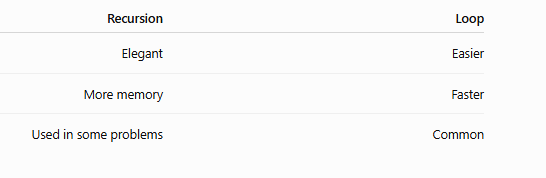 Recursion Loop
Elegant Easier
More memory Faster
Used in some problems Common